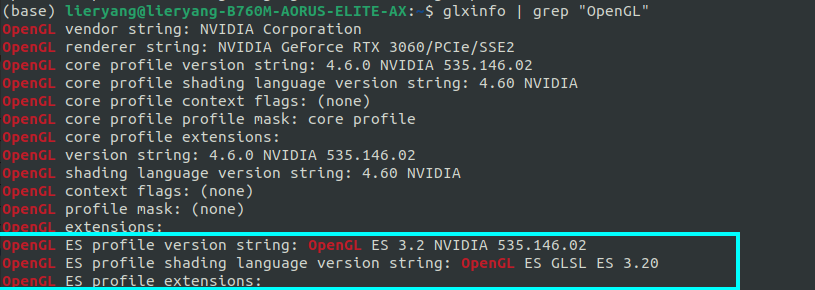 (base) lieryang@lieryang-B760M-AORUS-ELITE-AX:~$ glxinfo | grep "OpenGL"
OpenGL vendor string: NVIDIA Corporation
OpenGL renderer string: NVIDIA GeForce RTX 3060/PCIe/SSE2
OpenGL core profile version string: 4.6.0 NVIDIA 535.146.02
OpenGL core profile shading language version string: 4.60 NVIDIA
OpenGL core profile context flags: (none)
OpenGL core profile profile mask: core profile
OpenGL core profile extensions:
OpenGL version string: 4.6.0 NVIDIA 535.146.02
OpenGL shading language version string: 4.60 NVIDIA
OpenGL context flags: (none)
OpenGL profile mask: (none)
OpenGL extensions:
OpenGL ES profile version string: OpenGL ES 3.2 NVIDIA 535.146.02
OpenGL ES profile shading language version string: OpenGL ES GLSL ES 3.20
OpenGL ES profile extensions: